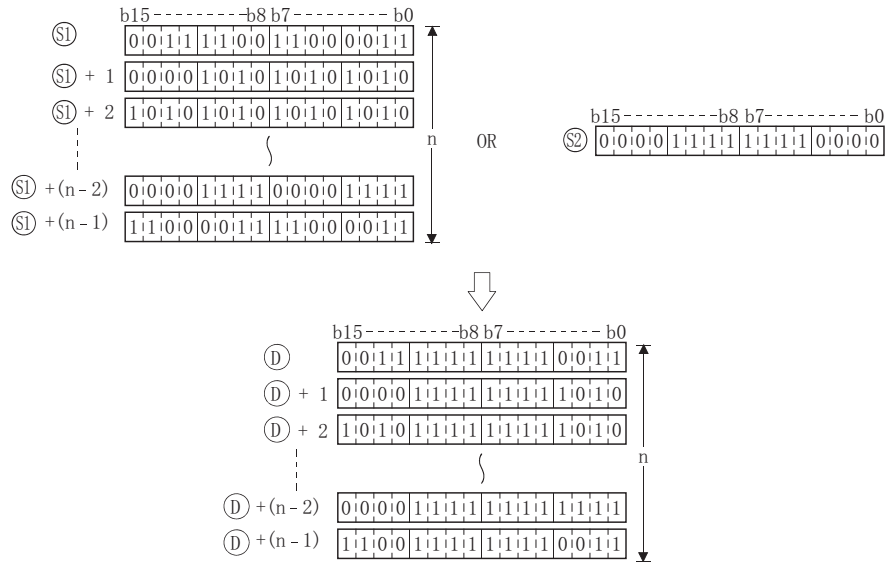 b15 - - - - - - - - - - b8 b7 - - - - - - - - - - b0
Ⓢ1 0 0 1 1 1 1 0 0 1 1 0 0 0 0 1 1
Ⓢ1 + 1 0 0 0 0 1 0 1 0 1 0 1 0 1 0 1 0
Ⓢ1 + 2 1 0 1 0 1 0 1 0 1 0 1 0 1 0 1 0
Ⓢ1 +(n-2) 0 0 0 0 1 1 1 1 0 0 0 0 1 1 1 1
Ⓢ1 +(n-1) 1 1 0 0 0 0 1 1 1 1 0 0 0 0 1 1
n
OR
b15 - - - - - - - - - - b8 b7 - - - - - - - - - - b0
Ⓢ2 0 0 0 0 1 1 1 1 1 1 1 1 0 0 0 0
b15 - - - - - - - - - - b8 b7 - - - - - - - - - - b0
Ⓓ 0 0 1 1 1 1 1 1 1 1 1 1 0 0 1 1
Ⓓ + 1 0 0 0 0 1 1 1 1 1 1 1 1 1 0 1 0
Ⓓ + 2 1 0 1 0 1 1 1 1 1 1 1 1 1 0 1 0
Ⓓ +(n-2) 0 0 0 0 1 1 1 1 1 1 1 1 1 1 1 1
Ⓓ +(n-1) 1 1 0 0 1 1 1 1 1 1 1 1 0 0 1 1
n